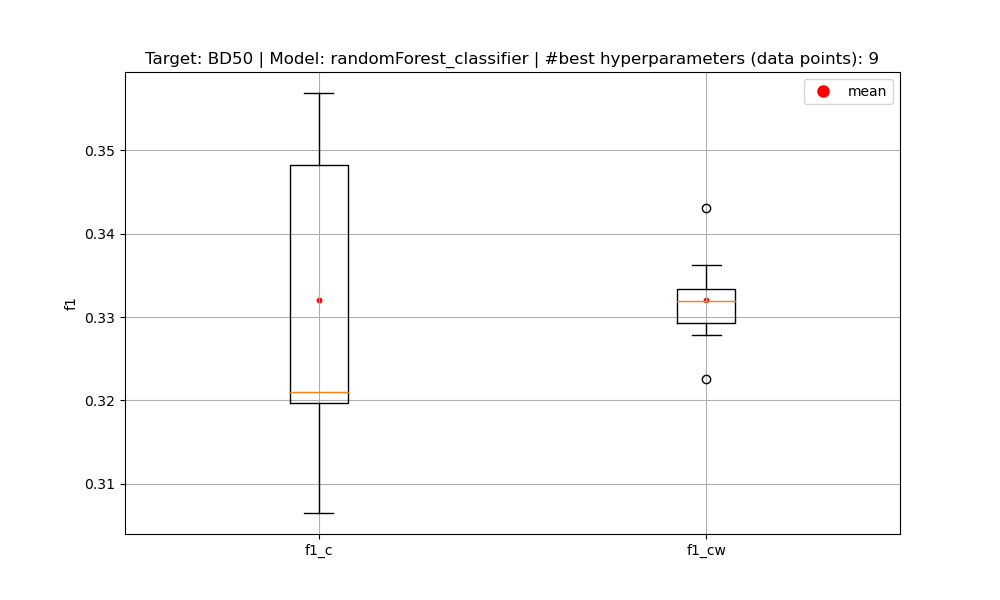 Target: BD50 | Model: randomForest_classifier | #best hyperparameters (data points): 9
mean
0.35
0.34
0.33
0.32
0.31
f1
f1_c
f1_cw